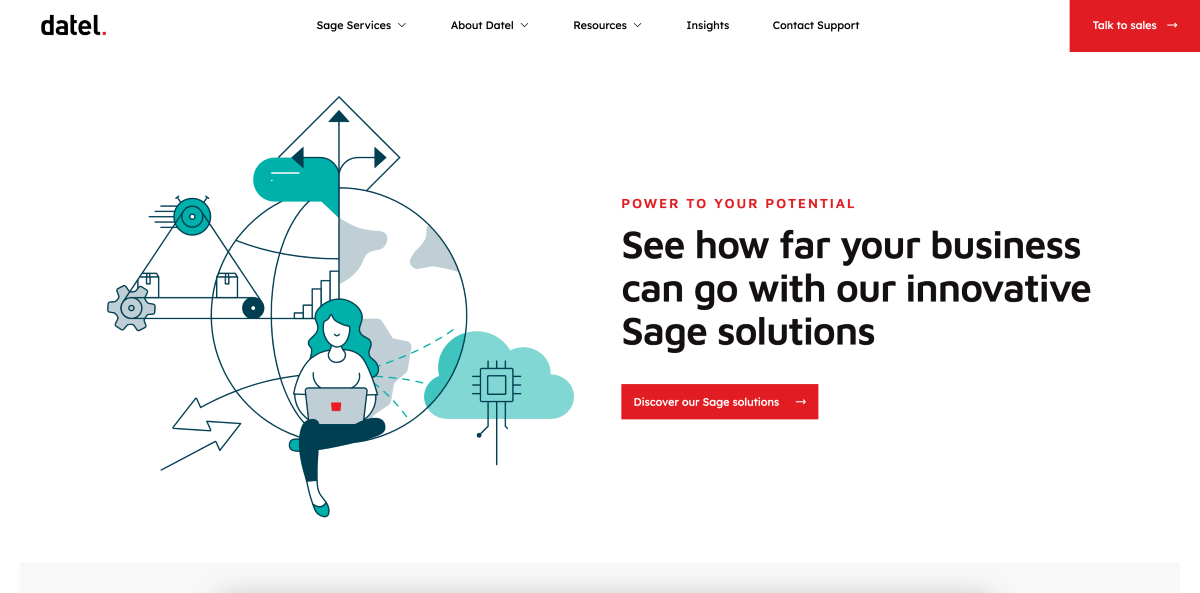 datel.
Sage Services
About Datel
Resources
Insights
Contact Support
Talk to sales
POWER TO YOUR POTENTIAL
See how far your business
can go with our innovative
Sage solutions
Discover our Sage solutions